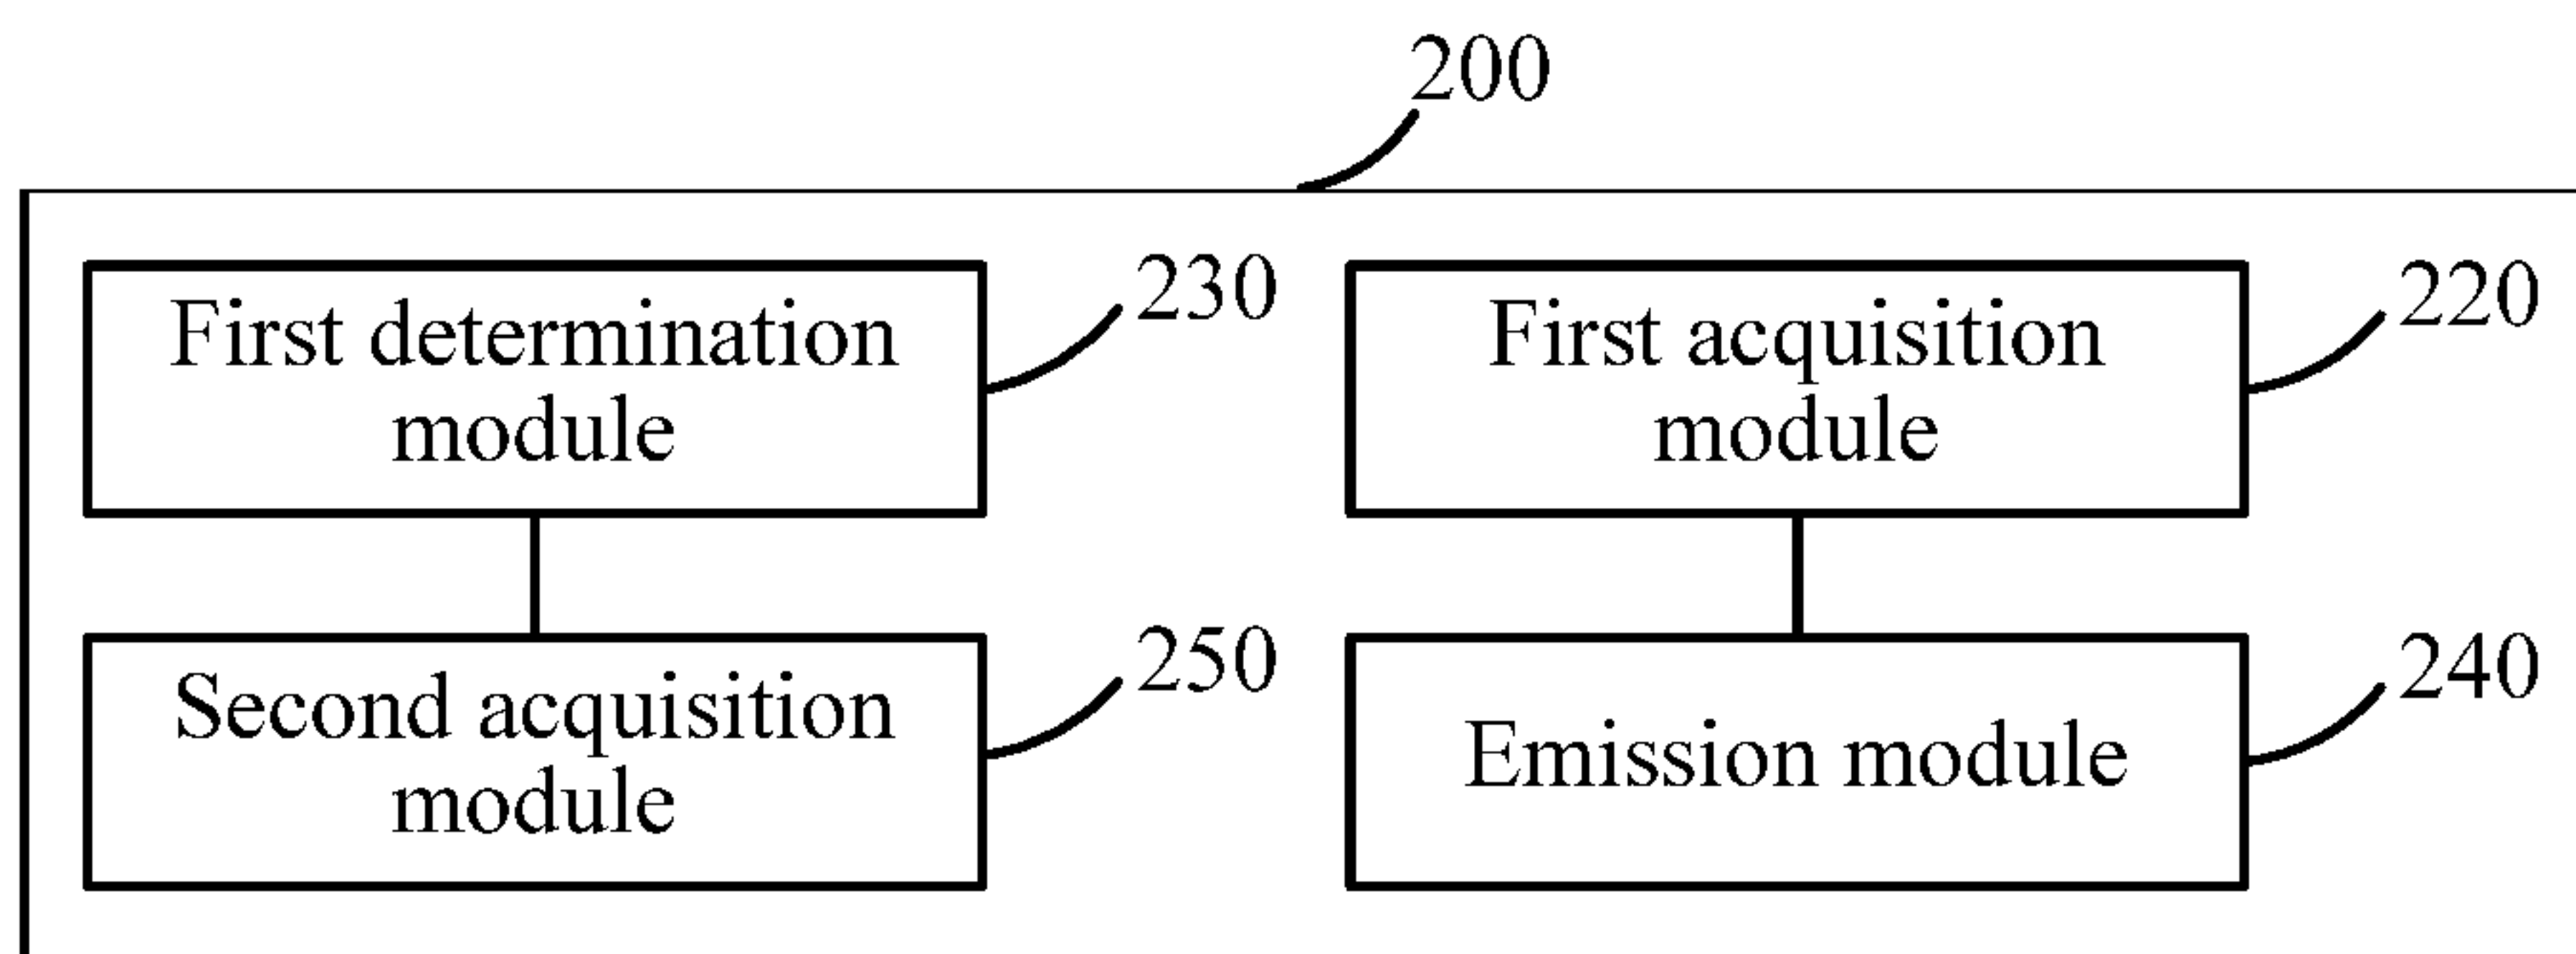 200
First determination
module
230
First acquisition
module
220
Second acquisition
module
250
Emission module
240